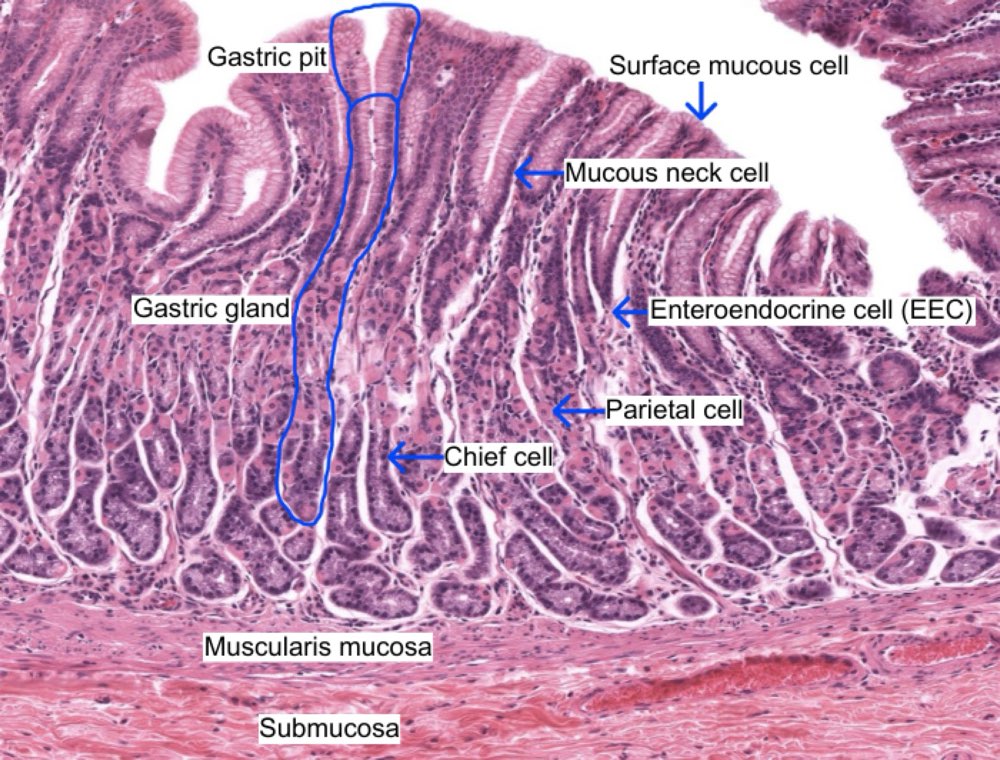 Gastric pit
Surface mucous cell
Mucous neck cell
Gastric gland
Enteroendocrine cell (EEC)
Parietal cell
Chief cell
Muscularis mucosa
Submucosa